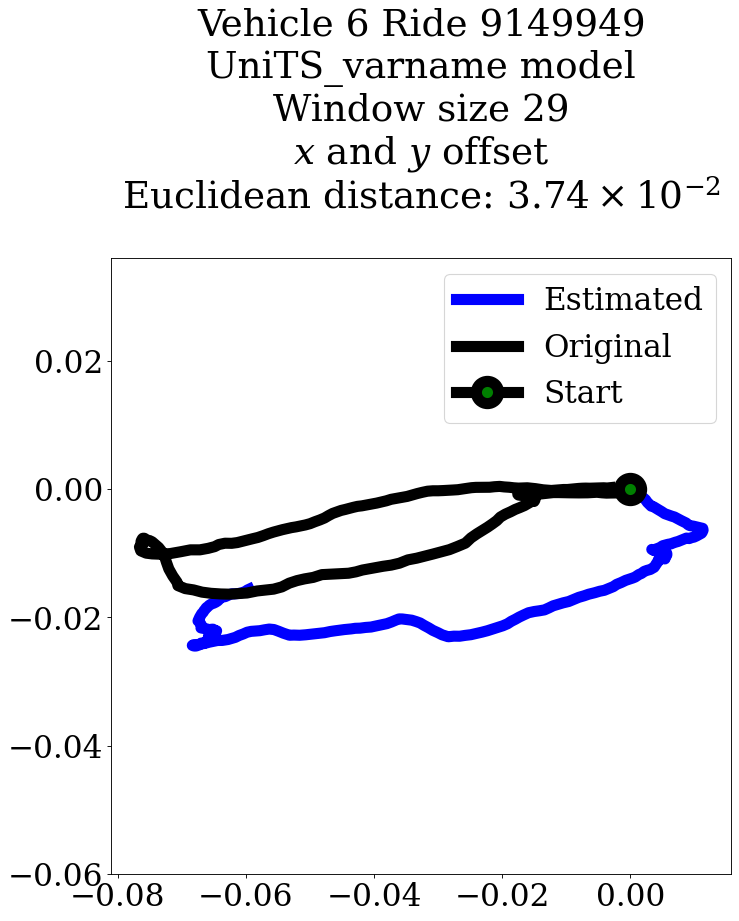 Vehicle 6 Ride 9149949
UniTS_varname model
Window size 29
x and y offset
Euclidean distance: 3.74 × 10⁻²
Estimated
Original
Start
0.02
0.00
−0.02
−0.04
−0.06
−0.08 −0.06 −0.04 −0.02 0.00